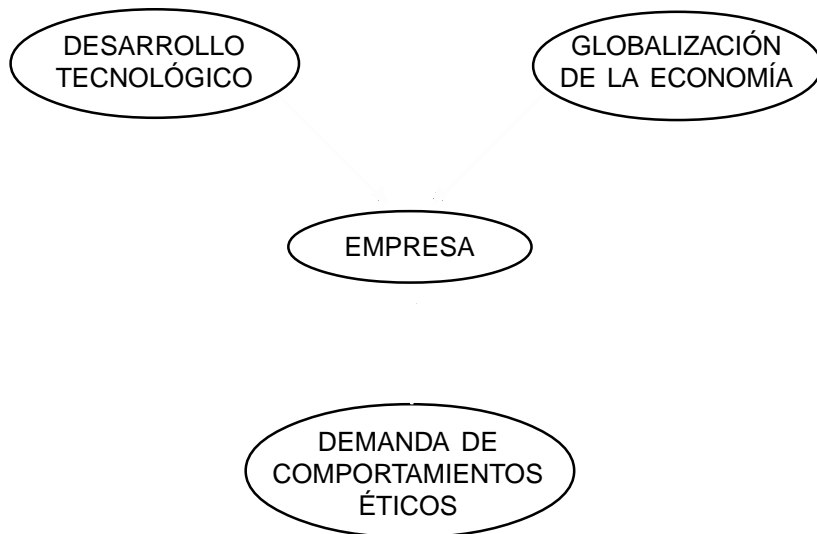 DESARROLLO
TECNOLÓGICO
GLOBALIZACIÓN
DE LA ECONOMÍA
EMPRESA
DEMANDA DE
COMPORTAMIENTOS
ÉTICOS